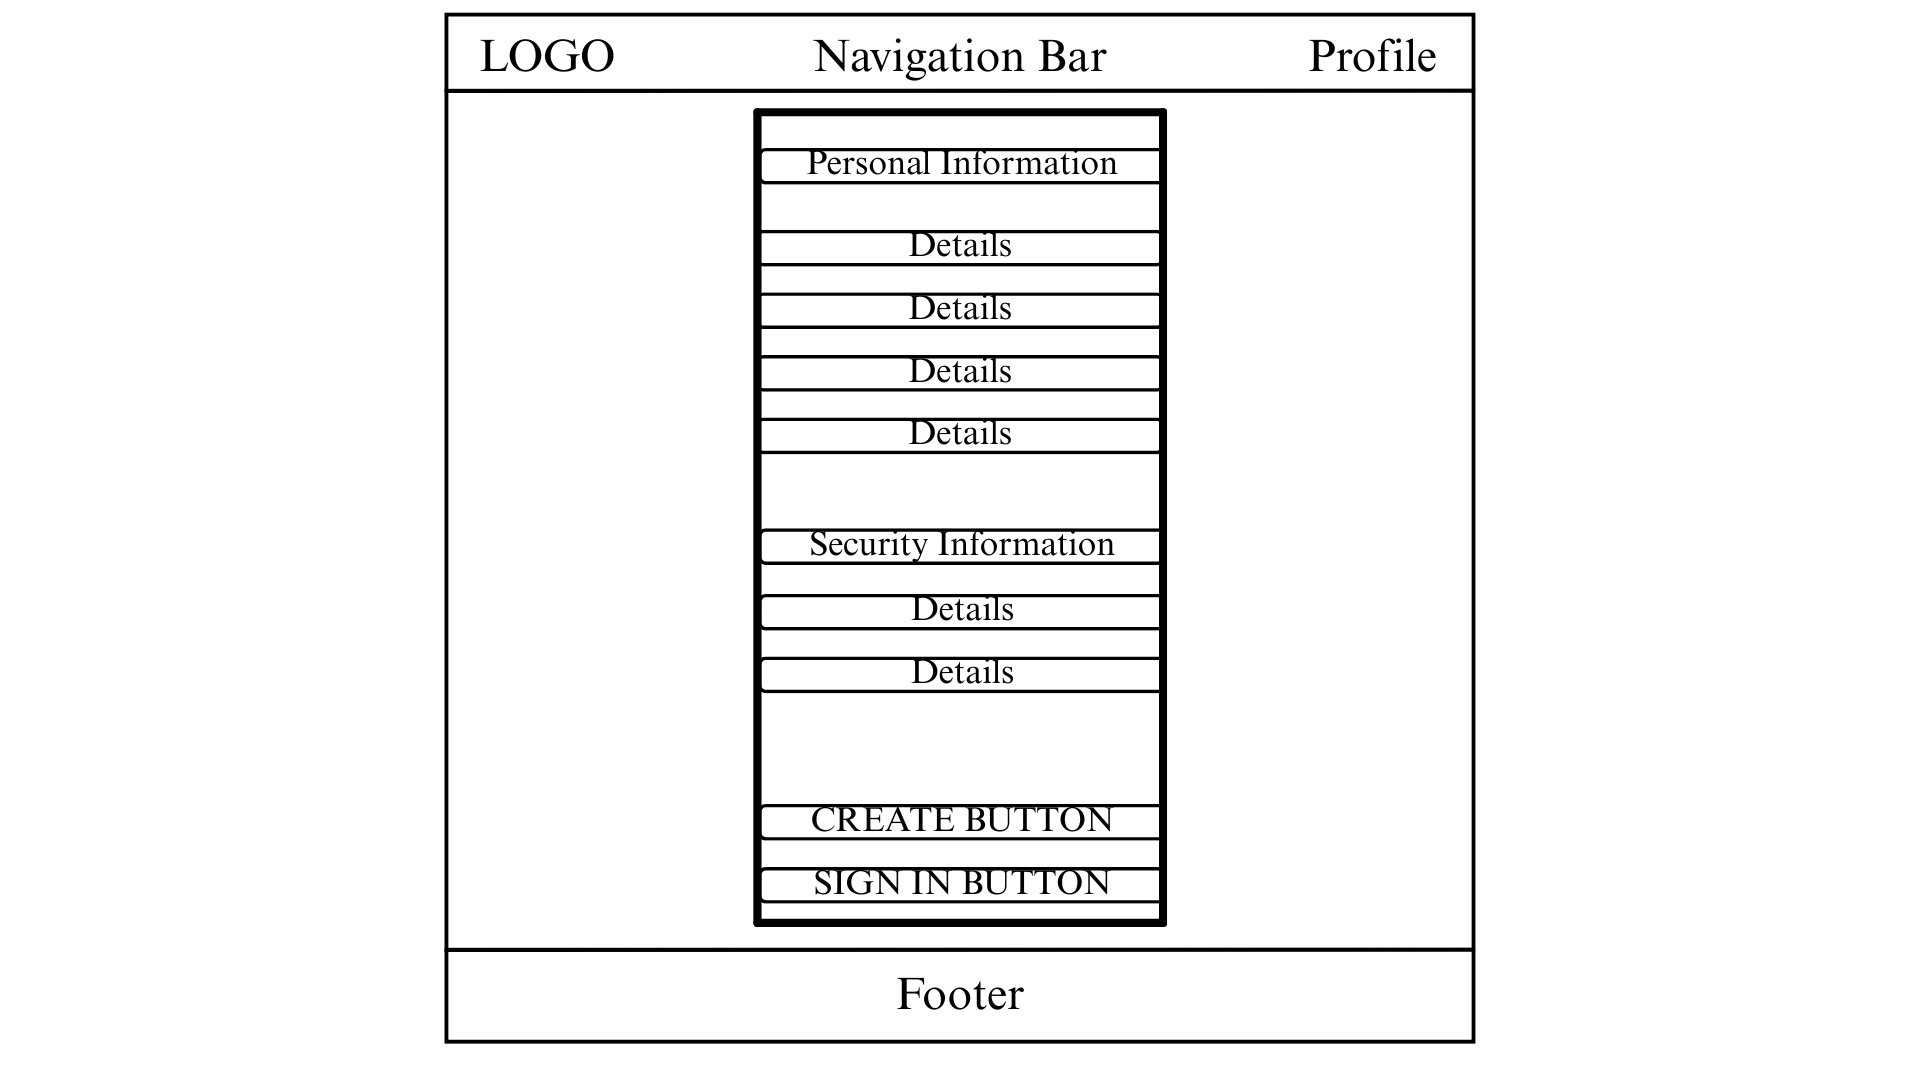 LOGO Navigation Bar Profile
Personal Information
Details
Details
Details
Details
Security Information
Details
Details
CREATE BUTTON
SIGN IN BUTTON
Footer